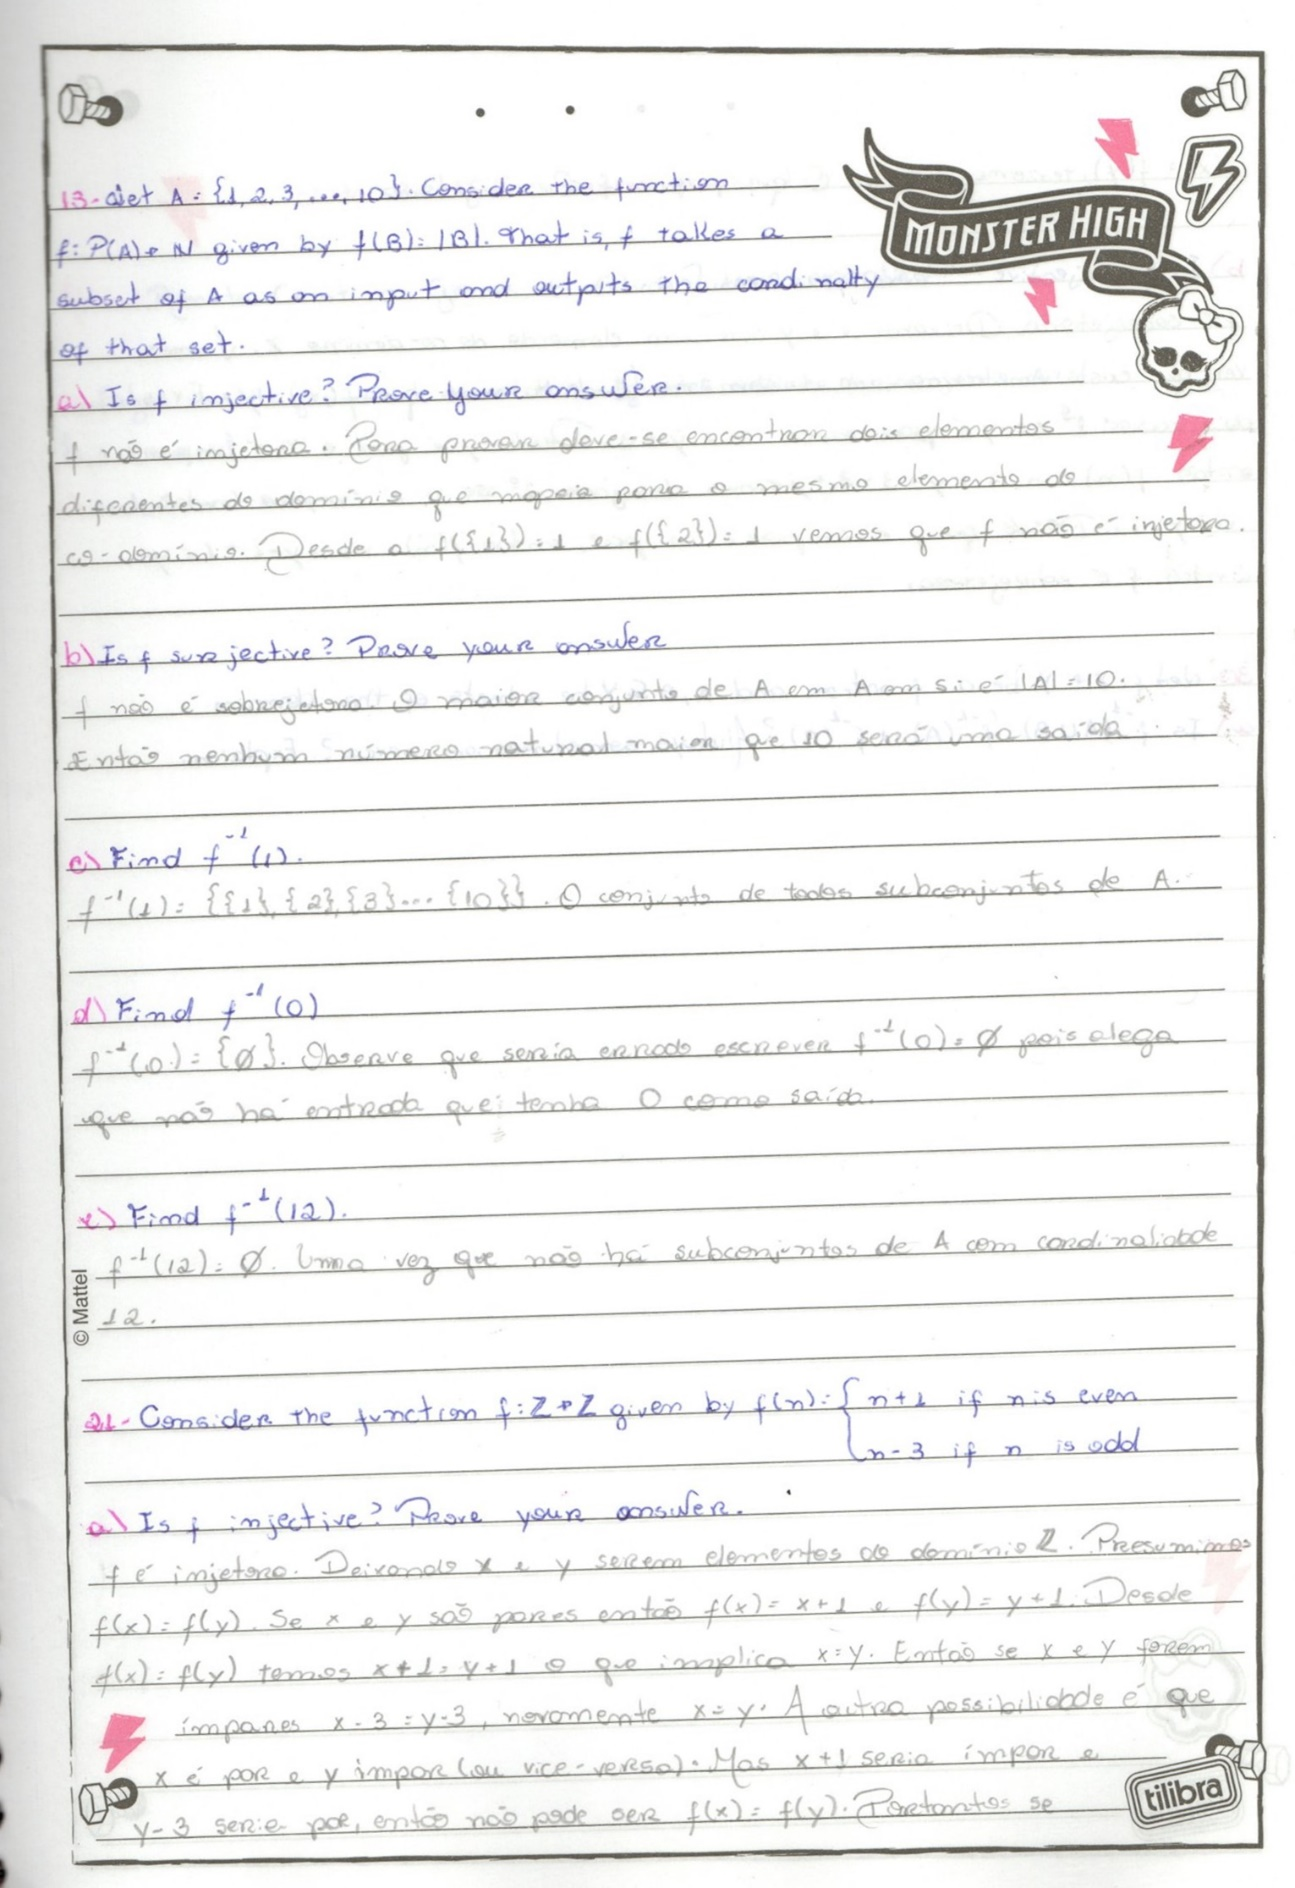 MONSTER HIGH
13- Let A = {1, 2, 3, ..., 10}. Consider the function
f: P(A) → N given by f(B) = |B|. That is, f takes a
subset of A as an input and outputs the cardinalty
of that set.
a) Is f injective? Prove your answer.
f não é injetora. Para provar deve-se encontrar dois elementos
diferentes do domínio que mapeia para o mesmo elemento do
co-domínio. Desde a f({1}) = 1 e f({2}) = 1 vemos que f não é injetora.
b) Is f surjective? Prove your answer
f não é sobrejetora. O maior conjunto de A em A em si é |A| = 10.
Então nenhum número natural maior que 10 será uma saída.
c) Find f⁻¹(1).
f⁻¹(1) = {{1}, {2}, {3} ... {10}}. O conjunto de todos subconjuntos de A.
d) Find f⁻¹(0)
f⁻¹(0) = {∅}. Observe que seria errado escrever f⁻¹(0) = ∅ pois alega
que não há entrada que tenha 0 como saída.
e) Find f⁻¹(12).
f⁻¹(12) = ∅. Uma vez que não há subconjuntos de A com cardinalidade
12.
21- Consider the function f: Z → Z given by f(n) = { n+1 if n is even
n-3 if n is odd
a) Is f injective? Prove your answer.
f é injetora. Deixando x e y serem elementos do domínio Z. Presumimos
f(x) = f(y). Se x e y são pares então f(x) = x+1 e f(y) = y+1. Desde
f(x) = f(y) temos x+1 = y+1 o que implica x = y. Então se x e y forem
ímpares x-3 = y-3, novamente x = y. A outra possibilidade é que
x é par e y impar (ou vice-versa). Mas x+1 seria ímpar e
y-3 serie par, então não pode ser f(x) = f(y). Portantos se
© Mattel
tilibra